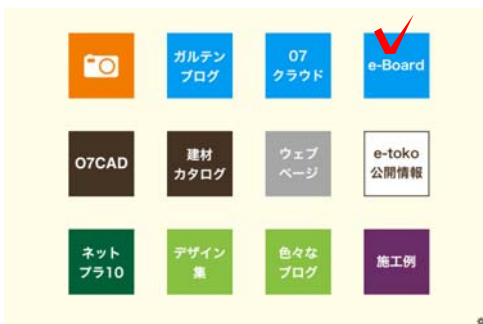 ガルテン
ブログ
07
クラウド
e-Board
07CAD
建材
カタログ
ウェブ
ページ
e-toko
公開情報
ネット
プラ10
デザイン
集
色々な
ブログ
施工例